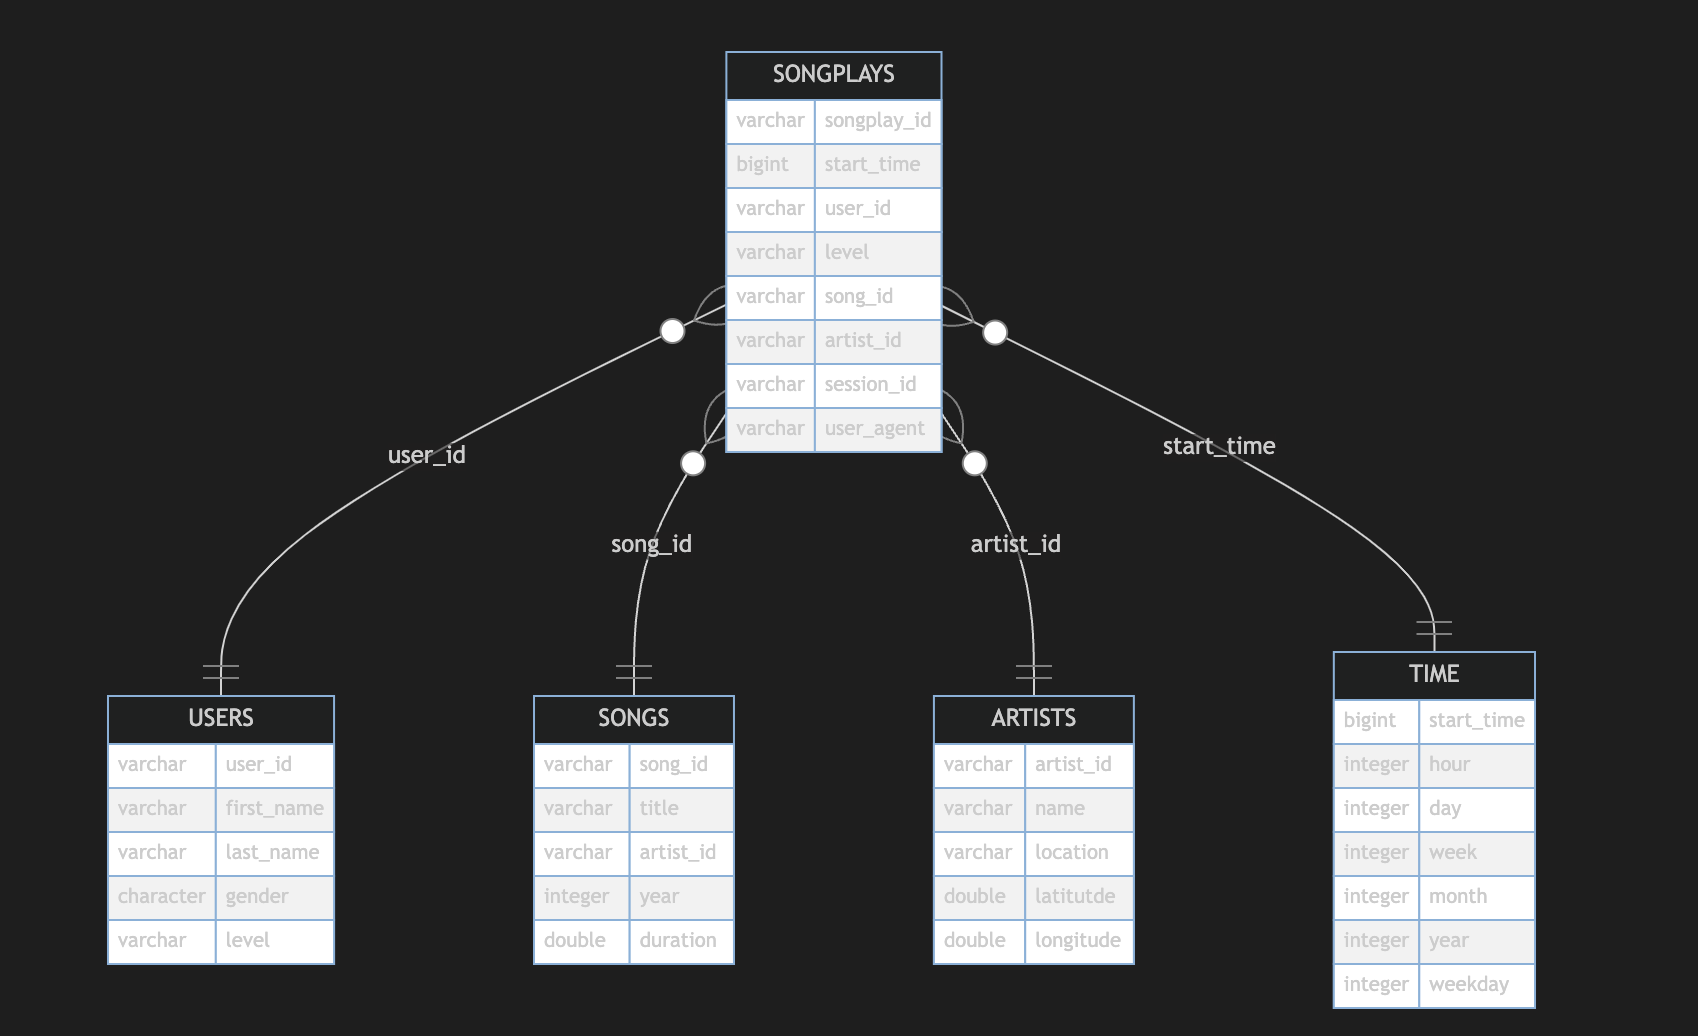 SONGPLAYS
varchar songplay_id
bigint start_time
varchar user_id
varchar level
varchar song_id
varchar artist_id
varchar session_id
varchar user_agent
user_id
start_time
song_id
artist_id
USERS
varchar user_id
varchar first_name
varchar last_name
character gender
varchar level
SONGS
varchar song_id
varchar title
varchar artist_id
integer year
double duration
ARTISTS
varchar artist_id
varchar name
varchar location
double latitutde
double longitude
TIME
bigint start_time
integer hour
integer day
integer week
integer month
integer year
integer weekday